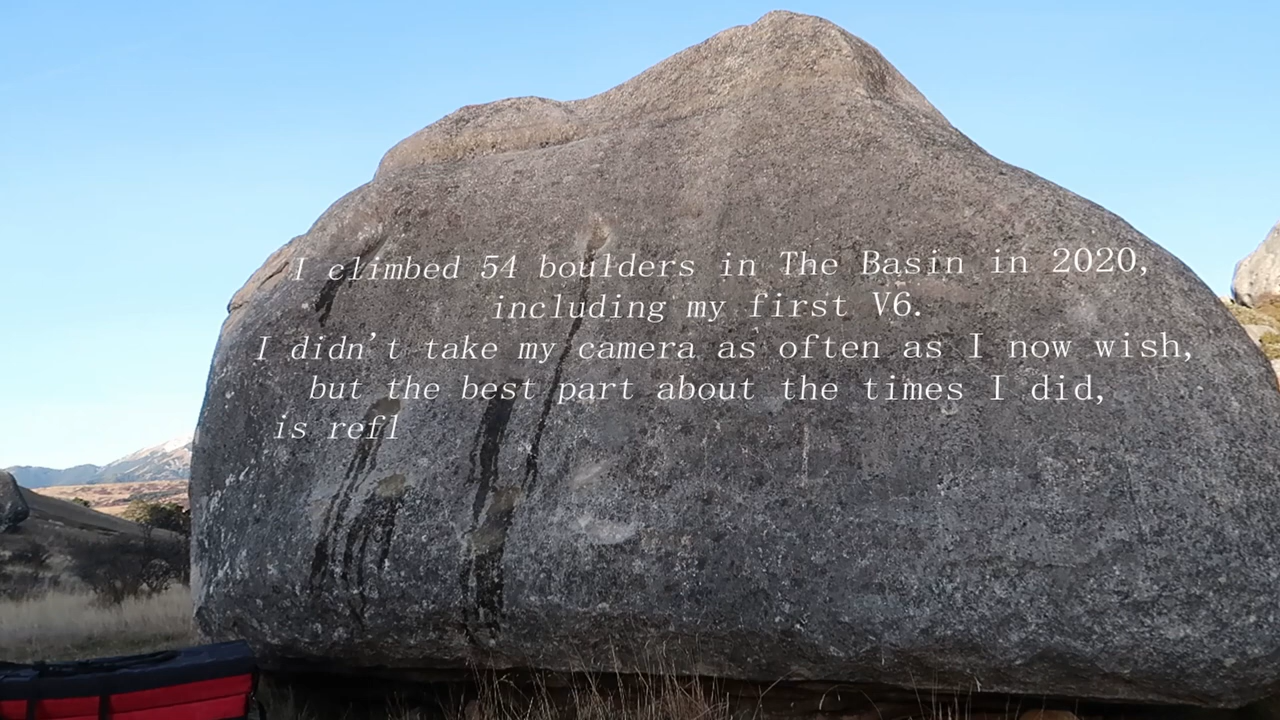 I climbed 54 boulders in The Basin in 2020,
including my first V6.
I didn't take my camera as often as I now wish,
but the best part about the times I did,
is refl